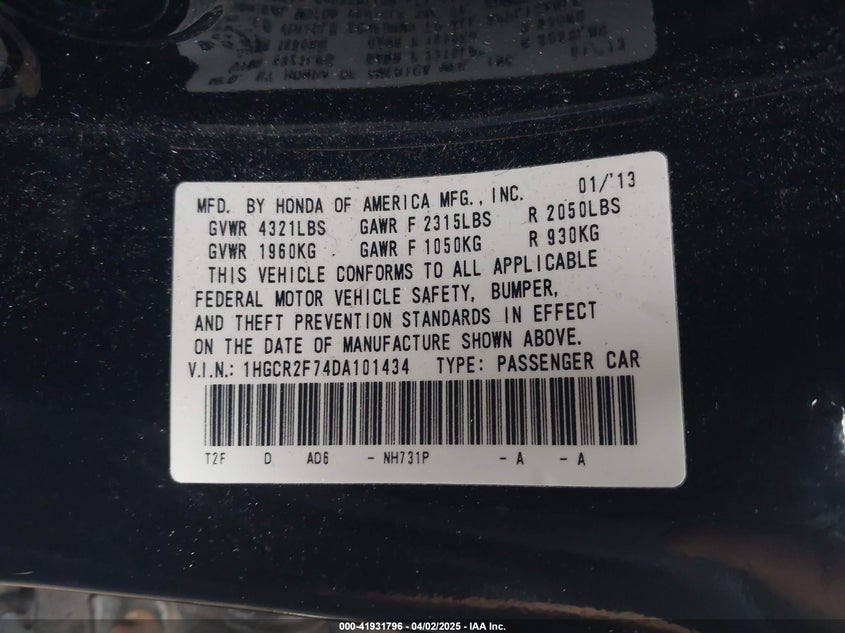 MFD. BY HONDA OF AMERICA MFG., INC. 01/'13
GVWR 4321LBS GAWR F 2315LBS R 2050LBS
GVWR 1960KG GAWR F 1050KG R 930KG
THIS VEHICLE CONFORMS TO ALL APPLICABLE
FEDERAL MOTOR VEHICLE SAFETY, BUMPER,
AND THEFT PREVENTION STANDARDS IN EFFECT
ON THE DATE OF MANUFACTURE SHOWN ABOVE.
V.I.N.: 1HGCR2F74DA101434 TYPE: PASSENGER CAR
T2F D AD6 - NH731P - A - A
000-41931796 - 04/02/2025 - IAA Inc.